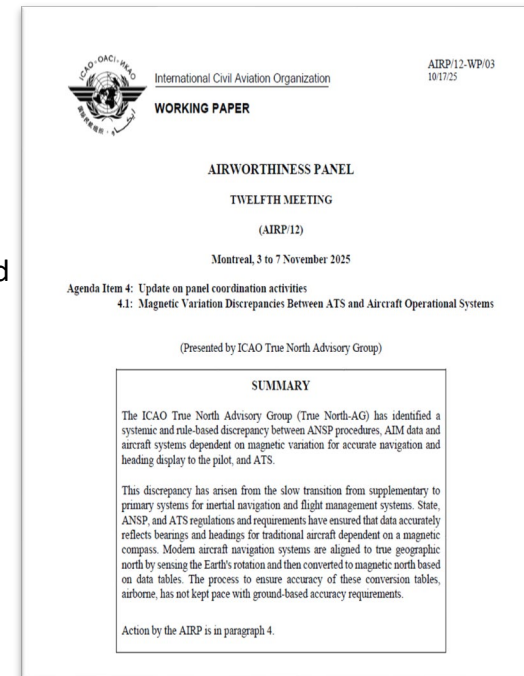 d
ICAO · OACI · ИКАО
International Civil Aviation Organization
AIRP/12-WP/03
10/17/25
WORKING PAPER
AIRWORTHINESS PANEL
TWELFTH MEETING
(AIRP/12)
Montreal, 3 to 7 November 2025
Agenda Item 4: Update on panel coordination activities
4.1: Magnetic Variation Discrepancies Between ATS and Aircraft Operational Systems
(Presented by ICAO True North Advisory Group)
SUMMARY
The ICAO True North Advisory Group (True North-AG) has identified a
systemic and rule-based discrepancy between ANSP procedures, AIM data and
aircraft systems dependent on magnetic variation for accurate navigation and
heading display to the pilot, and ATS.
This discrepancy has arisen from the slow transition from supplementary to
primary systems for inertial navigation and flight management systems. State,
ANSP, and ATS regulations and requirements have ensured that data accurately
reflects bearings and headings for traditional aircraft dependent on a magnetic
compass. Modern aircraft navigation systems are aligned to true geographic
north by sensing the Earth's rotation and then converted to magnetic north based
on data tables. The process to ensure accuracy of these conversion tables,
airborne, has not kept pace with ground-based accuracy requirements.
Action by the AIRP is in paragraph 4.